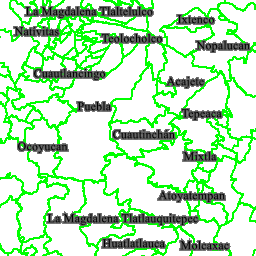 La Magdalena Tlaltelulco
Ixtenco
Nativitas
Teolocholco
Nopalucan
Cuautlancingo
Acajete
Puebla
Tepeaca
Cuautinchán
Ocoyucan
Mixtla
Atoyatempan
La Magdalena Tlatlauquitepec
Huatlatlauca
Molcaxac